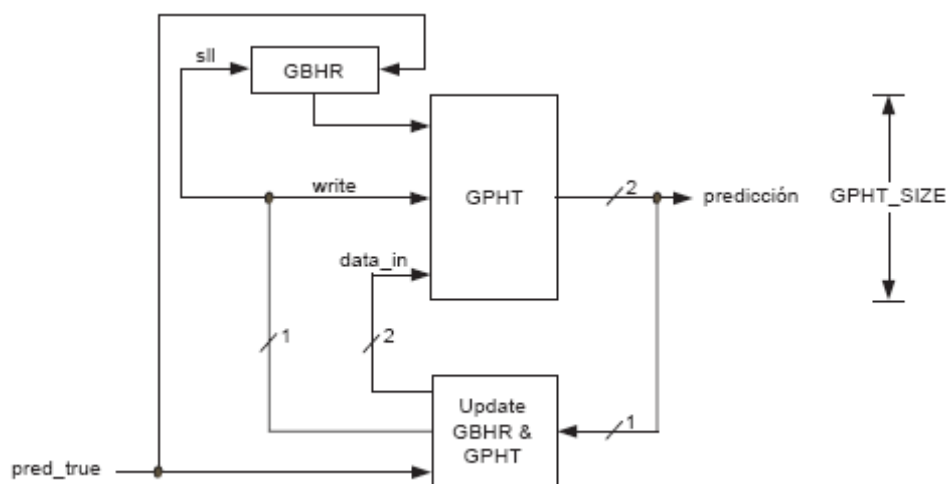 sll
GBHR
write
GPHT
2
predicción
GPHT_SIZE
data_in
1
2
Update
GBHR &
GPHT
1
pred_true